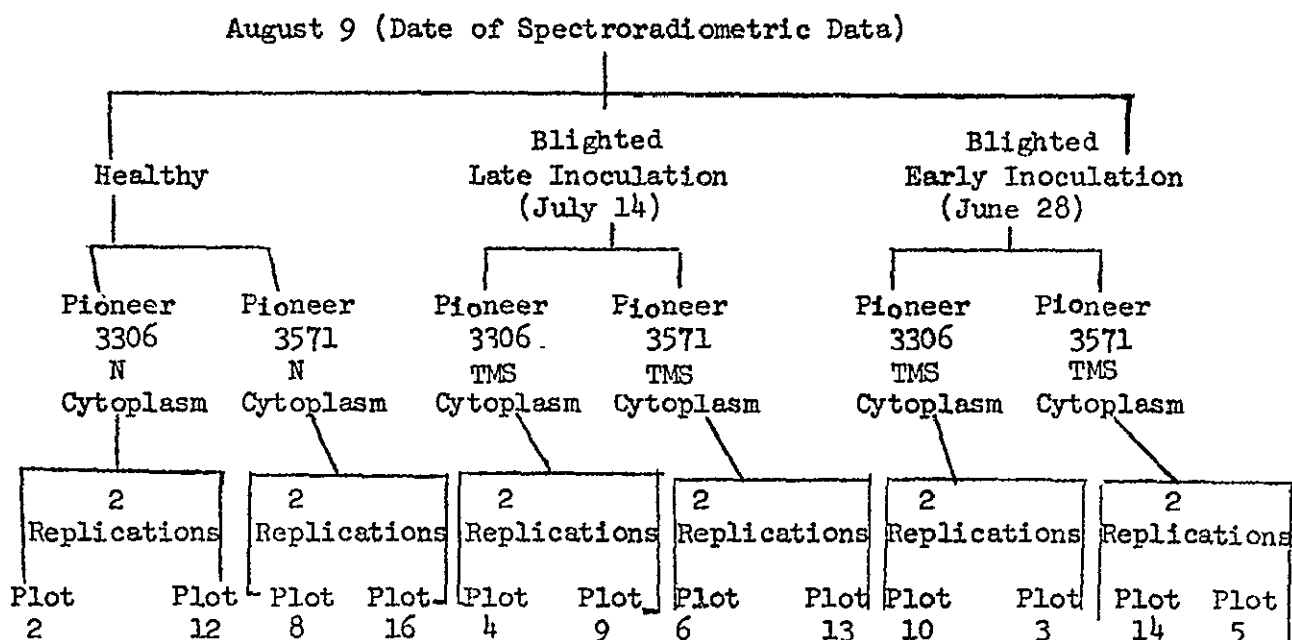 August 9 (Date of Spectroradiometric Data)
Healthy
Blighted
Late Inoculation
(July 14)
Blighted
Early Inoculation
(June 28)
Pioneer
3306
N
Cytoplasm
Pioneer
3571
N
Cytoplasm
Pioneer
3306
TMS
Cytoplasm
Pioneer
3571
TMS
Cytoplasm
Pioneer
3306
TMS
Cytoplasm
Pioneer
3571
TMS
Cytoplasm
2
Replications
2
Replications
2
Replications
2
Replications
2
Replications
2
Replications
Plot
2
Plot
12
Plot
8
Plot
16
Plot
4
Plot
9
Plot
6
Plot
13
Plot
10
Plot
3
Plot
14
Plot
5